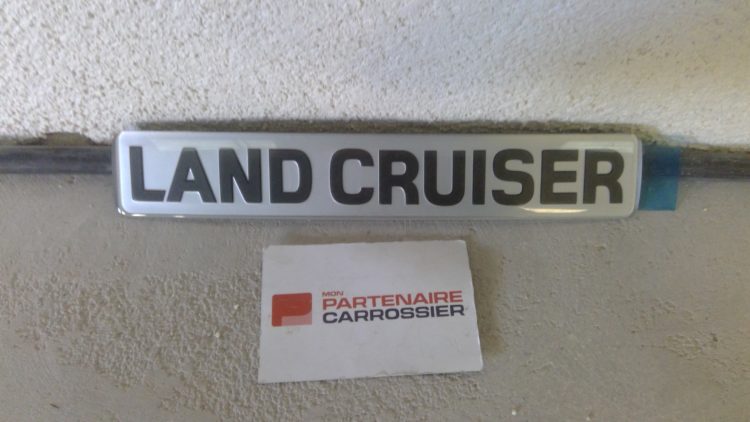 LAND CRUISER
MON
PARTENAIRE
CARROSSIER